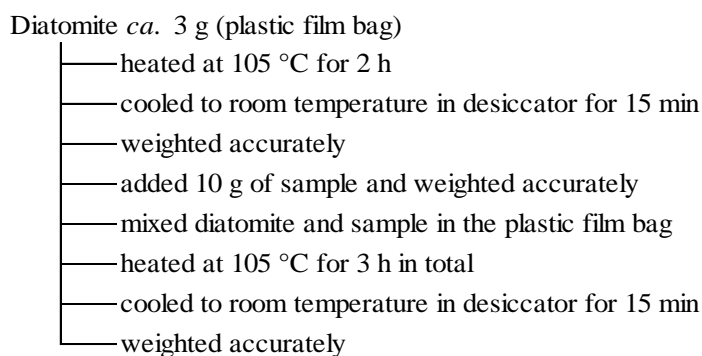 Diatomite ca. 3 g (plastic film bag)
heated at 105 °C for 2 h
cooled to room temperature in desiccator for 15 min
weighted accurately
added 10 g of sample and weighted accurately
mixed diatomite and sample in the plastic film bag
heated at 105 °C for 3 h in total
cooled to room temperature in desiccator for 15 min
weighted accurately